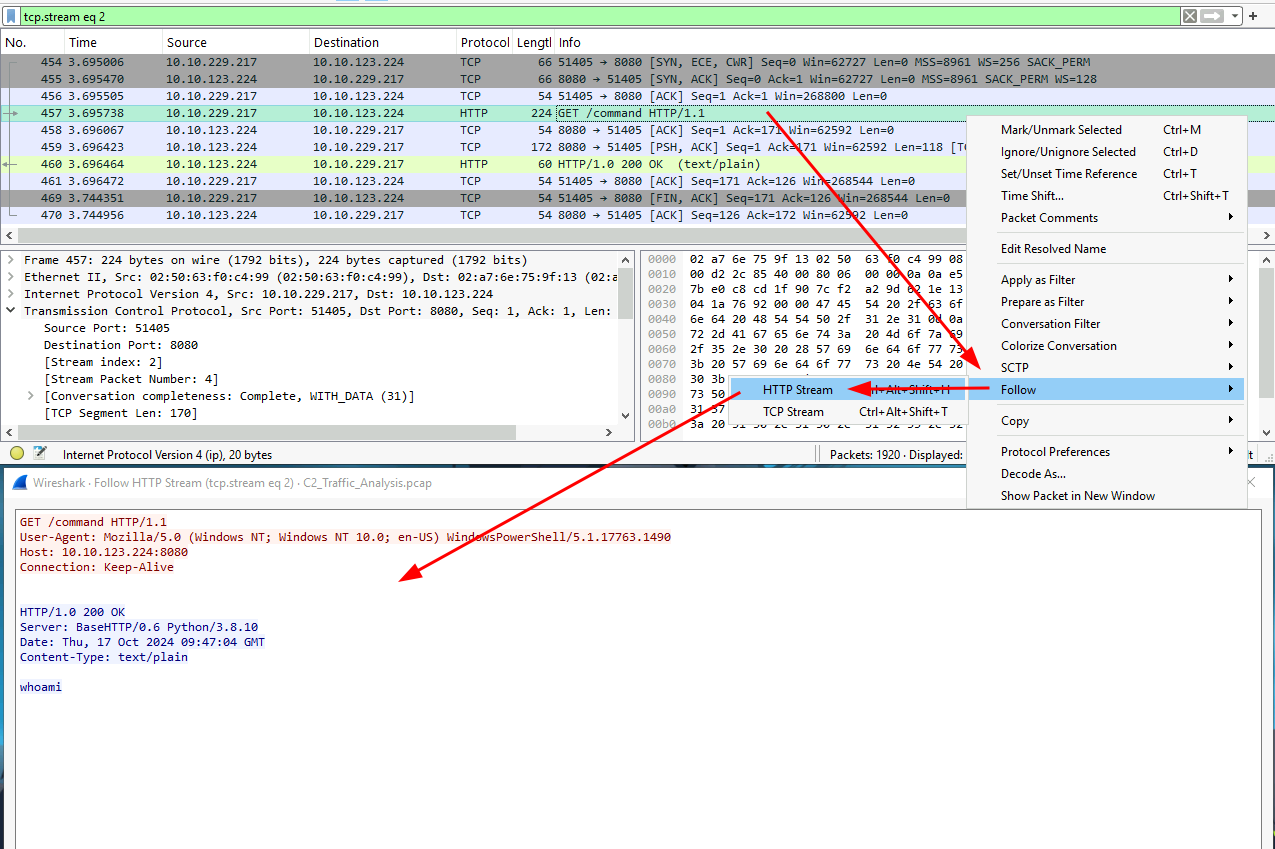 tcp.stream eq 2
No. Time Source Destination Protocol Lengtl Info
454 3.695006 10.10.229.217 10.10.123.224 TCP 66 51405 → 8080 [SYN, ECE, CWR] Seq=0 Win=62727 Len=0 MSS=8961 WS=256 SACK_PERM
455 3.695470 10.10.123.224 10.10.229.217 TCP 66 8080 → 51405 [SYN, ACK] Seq=0 Ack=1 Win=62727 Len=0 MSS=8961 SACK_PERM WS=128
456 3.695505 10.10.229.217 10.10.123.224 TCP 54 51405 → 8080 [ACK] Seq=1 Ack=1 Win=268800 Len=0
457 3.695738 10.10.229.217 10.10.123.224 HTTP 224 GET /command HTTP/1.1
458 3.696067 10.10.123.224 10.10.229.217 TCP 54 8080 → 51405 [ACK] Seq=1 Ack=171 Win=62592 Len=0
459 3.696423 10.10.123.224 10.10.229.217 TCP 172 8080 → 51405 [PSH, ACK] Seq=1 Ack=171 Win=62592 Len=118
460 3.696464 10.10.123.224 10.10.229.217 HTTP 60 HTTP/1.0 200 OK (text/plain)
461 3.696472 10.10.229.217 10.10.123.224 TCP 54 51405 → 8080 [ACK] Seq=171 Ack=126 Win=268544 Len=0
469 3.744351 10.10.229.217 10.10.123.224 TCP 54 51405 → 8080 [FIN, ACK] Seq=171 Ack=126 Win=268544 Len=0
470 3.744956 10.10.123.224 10.10.229.217 TCP 54 8080 → 51405 [ACK] Seq=126 Ack=172 Win=62592 Len=0
Mark/Unmark Selected Ctrl+M
Ignore/Unignore Selected Ctrl+D
Set/Unset Time Reference Ctrl+T
Time Shift... Ctrl+Shift+T
Packet Comments
Edit Resolved Name
Apply as Filter
Prepare as Filter
Conversation Filter
Colorize Conversation
SCTP
Follow
Copy
Protocol Preferences
Decode As...
Show Packet in New Window
HTTP Stream Ctrl+Alt+Shift+H
TCP Stream Ctrl+Alt+Shift+T
Frame 457: 224 bytes on wire (1792 bits), 224 bytes captured (1792 bits)
Ethernet II, Src: 02:50:63:f0:c4:99 (02:50:63:f0:c4:99), Dst: 02:a7:6e:75:9f:13 (02:a
Internet Protocol Version 4, Src: 10.10.229.217, Dst: 10.10.123.224
Transmission Control Protocol, Src Port: 51405, Dst Port: 8080, Seq: 1, Ack: 1, Len:
Source Port: 51405
Destination Port: 8080
[Stream index: 2]
[Stream Packet Number: 4]
[Conversation completeness: Complete, WITH_DATA (31)]
[TCP Segment Len: 170]
0000 02 a7 6e 75 9f 13 02 50 63 f0 c4 99 08
0010 00 d2 2c 85 40 00 80 06 00 00 0a 0a e5
0020 7b e0 c8 cd 1f 90 7c f2 a2 9d 62 1e 13
0030 04 1a 76 92 00 00 47 45 54 20 2f 63 6f
0040 6e 64 20 48 54 54 50 2f 31 2e 31 0d 0a
0050 72 2d 41 67 65 6e 74 3a 20 4d 6f 7a 69
0060 2f 35 2e 30 20 28 57 69 6e 64 6f 77 73
0070 3b 20 57 69 6e 64 6f 77 73 20 4e 54 20
0080 30 3b
0090 73 50
00a0 31 37
00b0 3a 20
Internet Protocol Version 4 (ip), 20 bytes
Packets: 1920 · Displayed:
Wireshark · Follow HTTP Stream (tcp.stream eq 2) · C2_Traffic_Analysis.pcap
GET /command HTTP/1.1
User-Agent: Mozilla/5.0 (Windows NT; Windows NT 10.0; en-US) WindowsPowerShell/5.1.17763.1490
Host: 10.10.123.224:8080
Connection: Keep-Alive
HTTP/1.0 200 OK
Server: BaseHTTP/0.6 Python/3.8.10
Date: Thu, 17 Oct 2024 09:47:04 GMT
Content-Type: text/plain
whoami